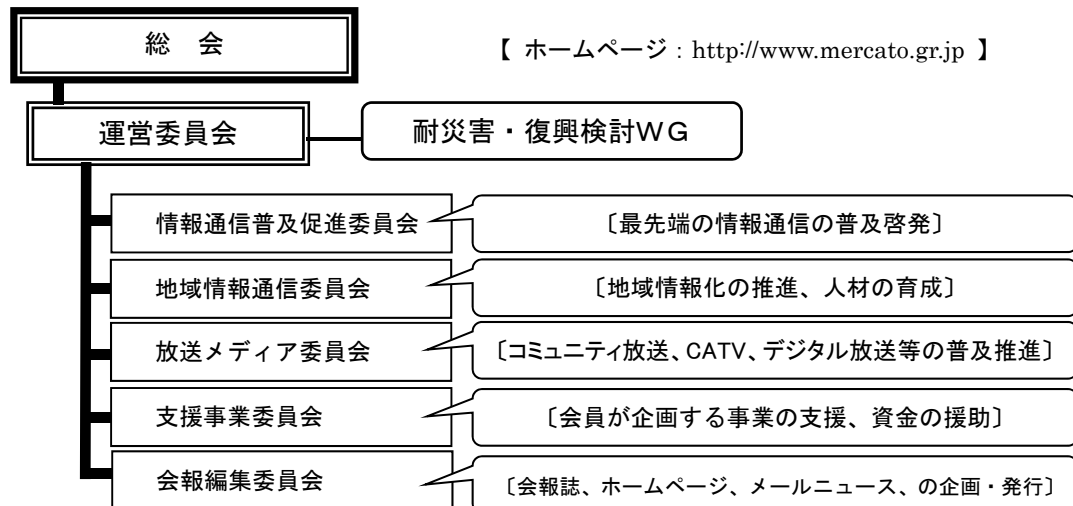 総 会
【 ホームページ：http://www.mercato.gr.jp 】
運営委員会
耐災害・復興検討WG
情報通信普及促進委員会
〔最先端の情報通信の普及啓発〕
地域情報通信委員会
〔地域情報化の推進、人材の育成〕
放送メディア委員会
〔コミュニティ放送、CATV、デジタル放送等の普及推進〕
支援事業委員会
〔会員が企画する事業の支援、資金の援助〕
会報編集委員会
〔会報誌、ホームページ、メールニュース、の企画・発行〕